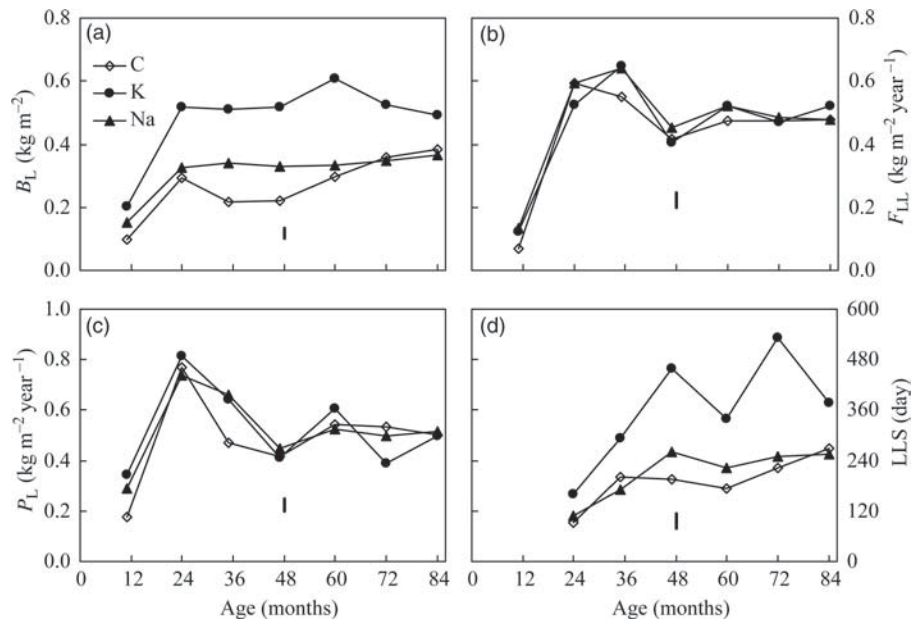 (a)
C
K
Na
0.8
0.6
0.4
0.2
0.0
B_L (kg m⁻²)
(b)
0.8
0.6
0.4
0.2
0.0
F_LL (kg m⁻² year⁻¹)
(c)
1.0
0.8
0.6
0.4
0.2
0.0
P_L (kg m⁻² year⁻¹)
0 12 24 36 48 60 72 84
Age (months)
(d)
600
480
360
240
120
0
LLS (day)
0 12 24 36 48 60 72 84
Age (months)